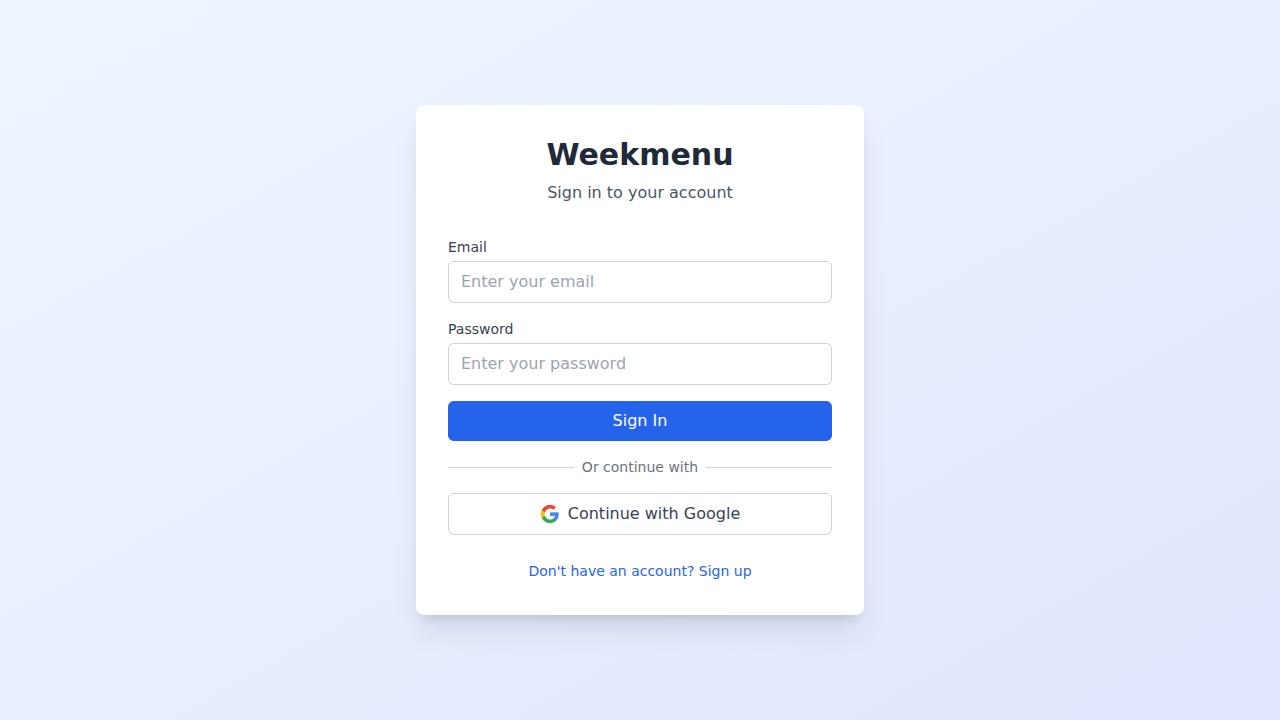 Weekmenu
Sign in to your account
Email
Enter your email
Password
Enter your password
Sign In
Or continue with
Continue with Google
Don't have an account? Sign up